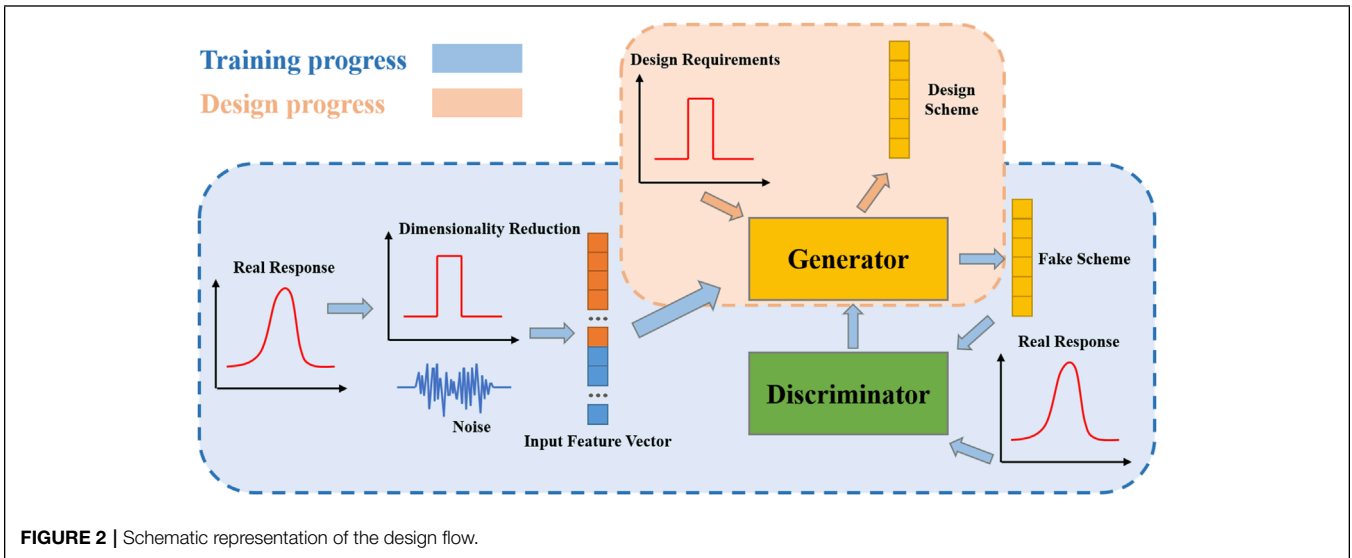 Training progress
Design progress
Design Requirements
Design
Scheme
Dimensionality Reduction
Real Response
Generator
Fake Scheme
Real Response
Discriminator
Noise
Input Feature Vector
FIGURE 2 | Schematic representation of the design flow.